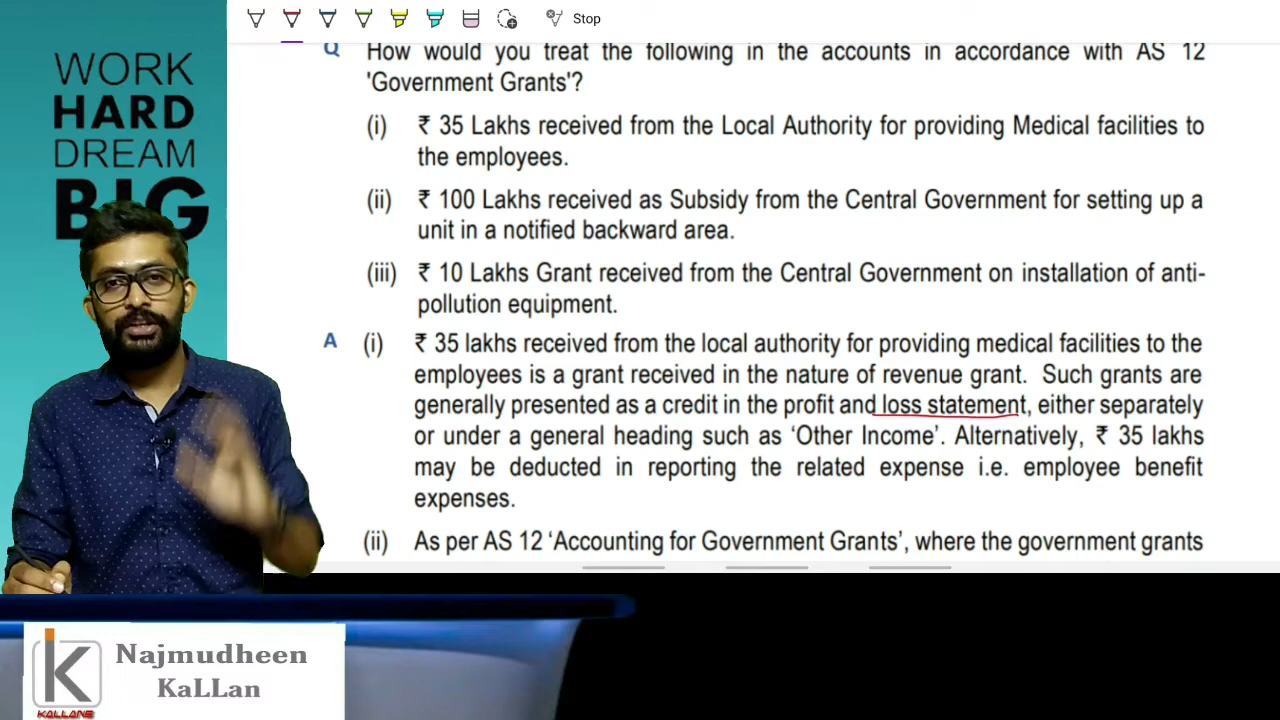 WORK
HARD
DREAM
BIG
Stop
Q How would you treat the following in the accounts in accordance with AS 12
'Government Grants'?
(i) ₹ 35 Lakhs received from the Local Authority for providing Medical facilities to
the employees.
(ii) ₹ 100 Lakhs received as Subsidy from the Central Government for setting up a
unit in a notified backward area.
(iii) ₹ 10 Lakhs Grant received from the Central Government on installation of anti-
pollution equipment.
A (i) ₹ 35 lakhs received from the local authority for providing medical facilities to the
employees is a grant received in the nature of revenue grant. Such grants are
generally presented as a credit in the profit and loss statement, either separately
or under a general heading such as ‘Other Income’. Alternatively, ₹ 35 lakhs
may be deducted in reporting the related expense i.e. employee benefit
expenses.
(ii) As per AS 12 ‘Accounting for Government Grants’, where the government grants
Najmudheen
KaLLan
K
KALLANS